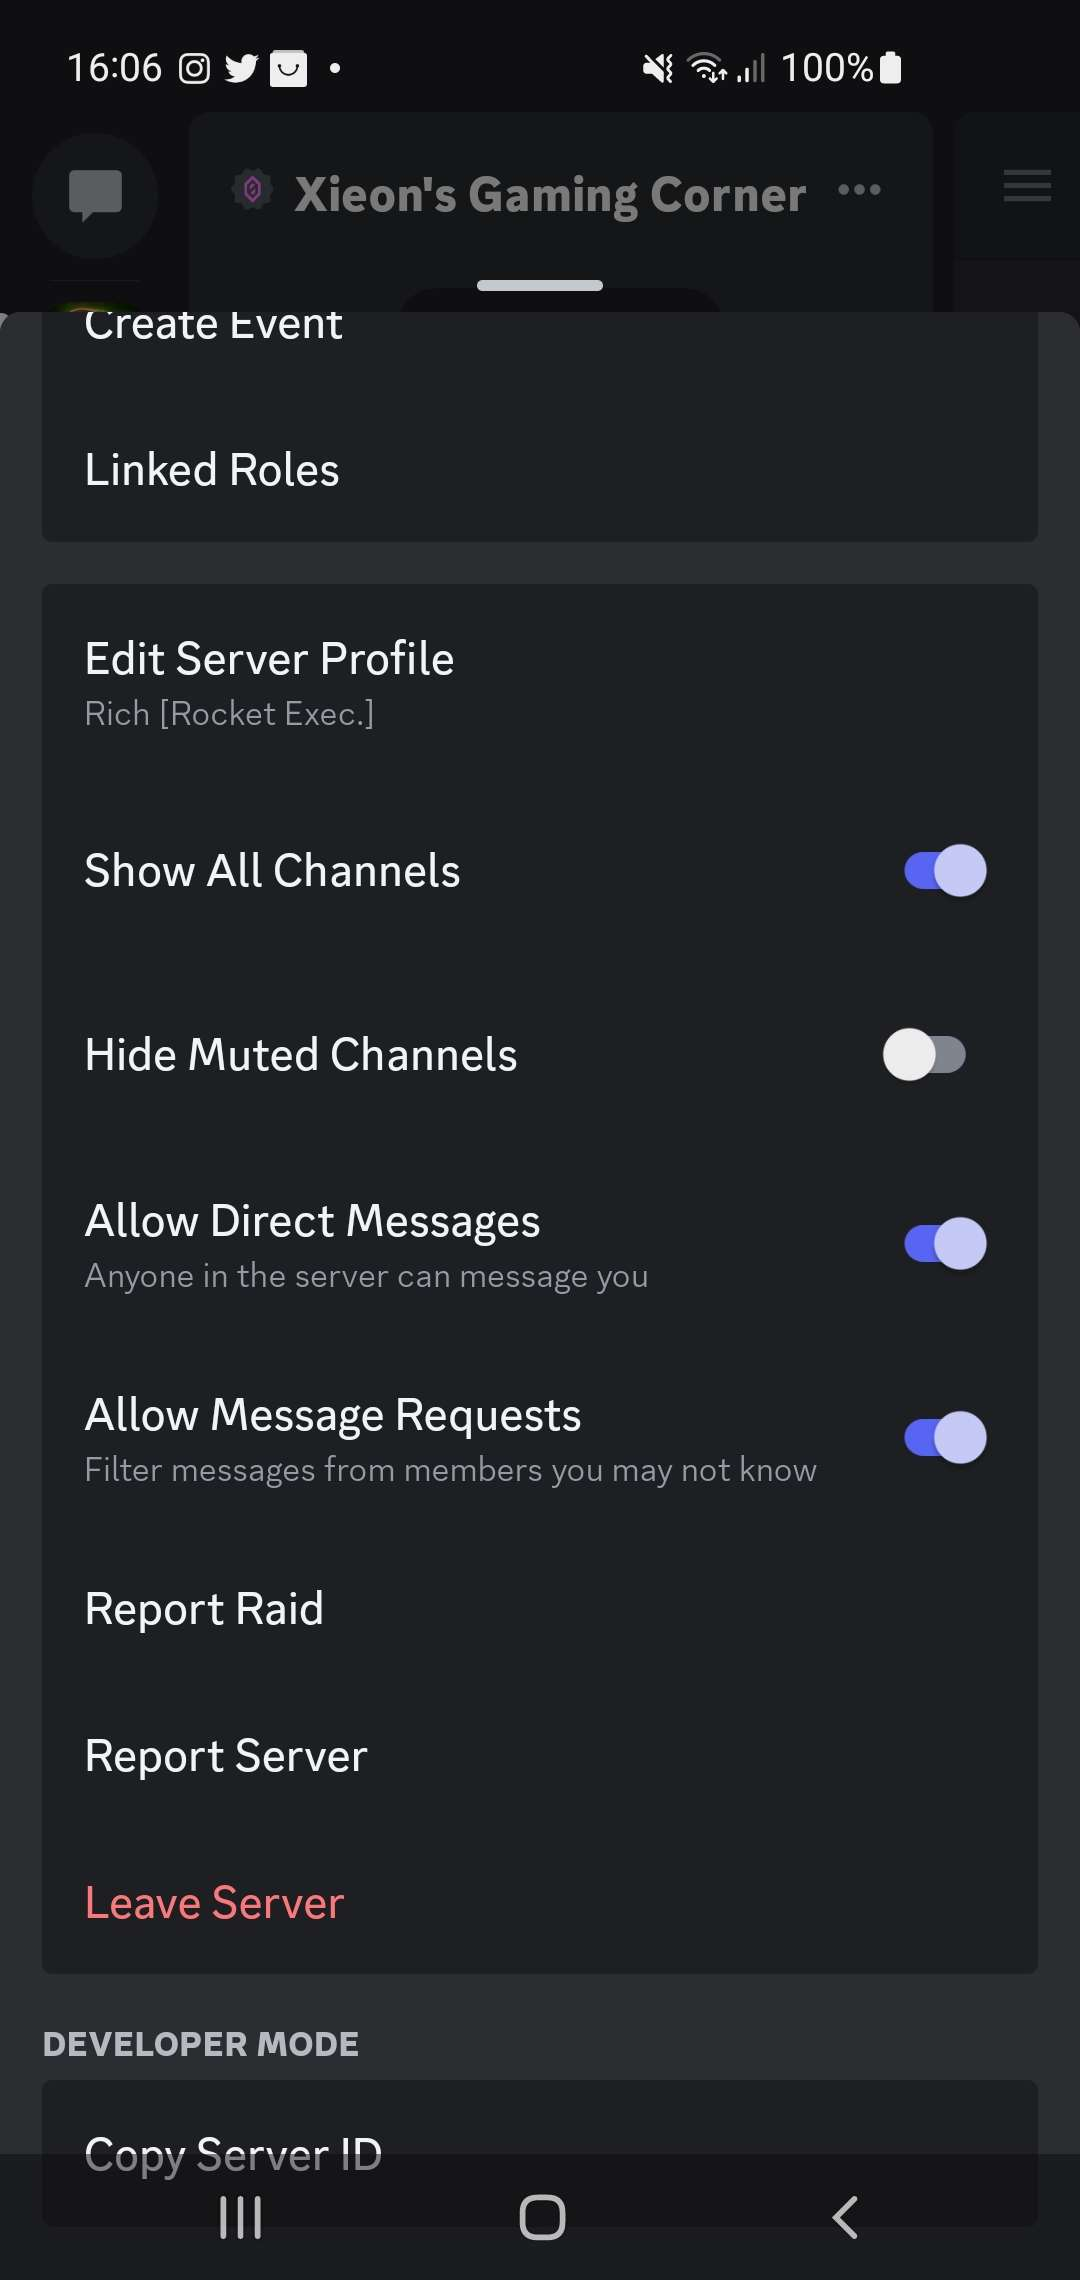 16:06
100%
Xieon's Gaming Corner
Create Event
Linked Roles
Edit Server Profile
Rich [Rocket Exec.]
Show All Channels
Hide Muted Channels
Allow Direct Messages
Anyone in the server can message you
Allow Message Requests
Filter messages from members you may not know
Report Raid
Report Server
Leave Server
DEVELOPER MODE
Copy Server ID